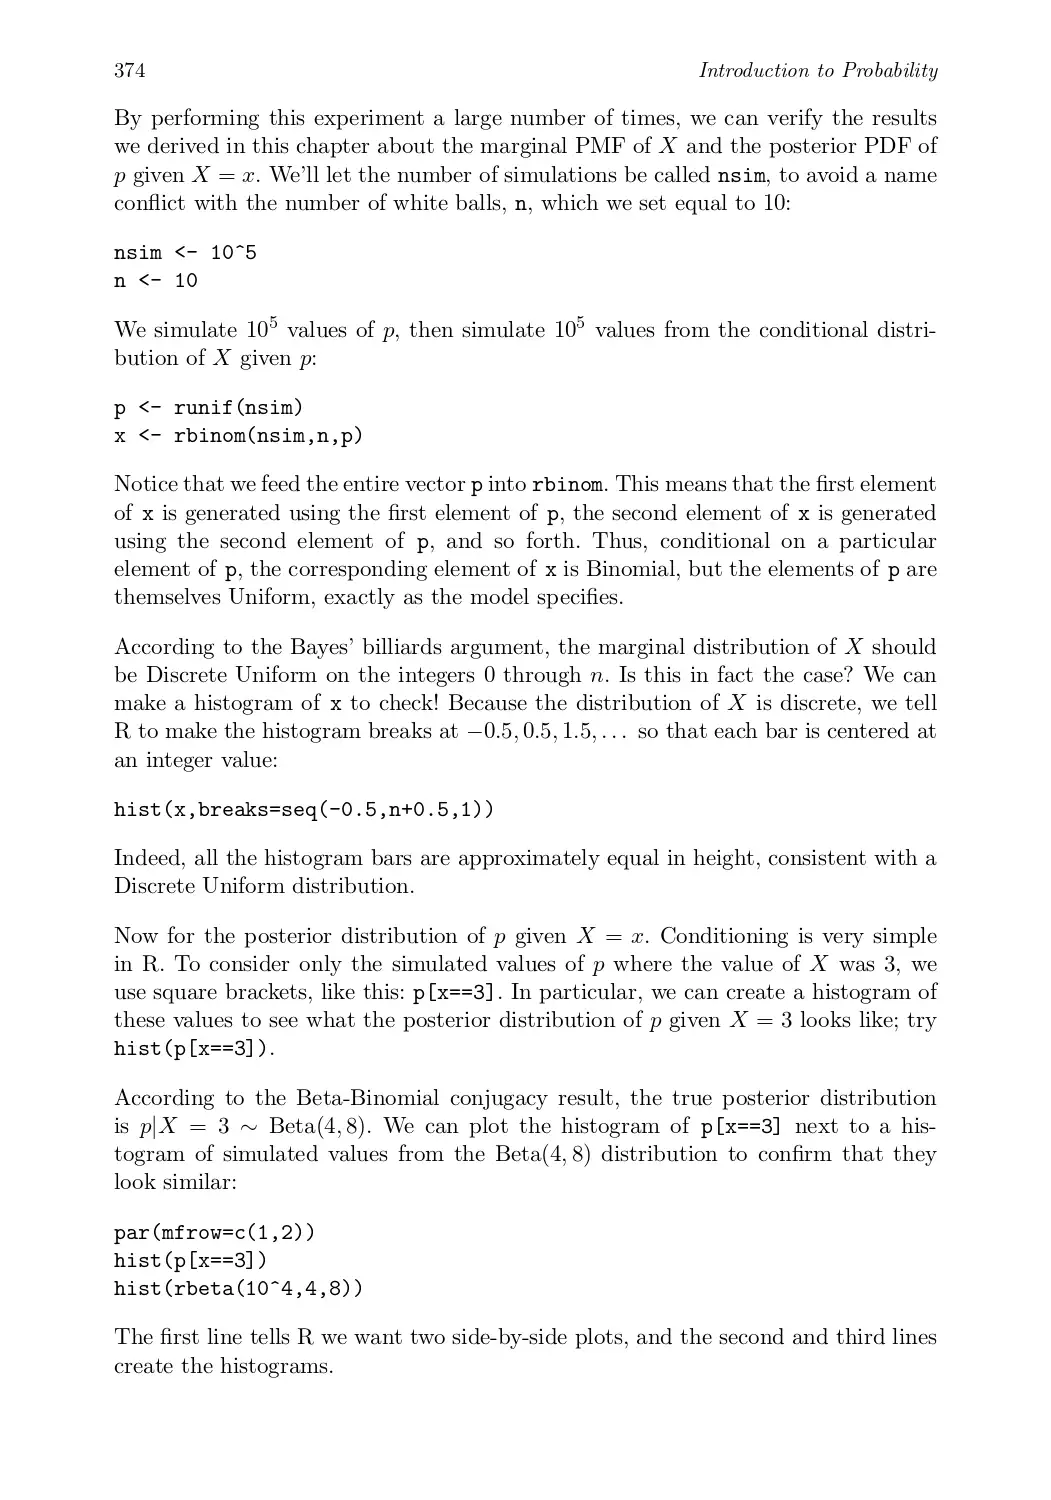 374 Introduction to Probability
By performing this experiment a large number of times, we can verify the results
we derived in this chapter about the marginal PMF of X and the posterior PDF of
p given X = x. We'll let the number of simulations be called nsim, to avoid a name
conflict with the number of white balls, n, which we set equal to 10:
nsim <- 10^5
n <- 10
We simulate 10⁵ values of p, then simulate 10⁵ values from the conditional distri-
bution of X given p:
p <- runif(nsim)
x <- rbinom(nsim,n,p)
Notice that we feed the entire vector p into rbinom. This means that the first element
of x is generated using the first element of p, the second element of x is generated
using the second element of p, and so forth. Thus, conditional on a particular
element of p, the corresponding element of x is Binomial, but the elements of p are
themselves Uniform, exactly as the model specifies.
According to the Bayes' billiards argument, the marginal distribution of X should
be Discrete Uniform on the integers 0 through n. Is this in fact the case? We can
make a histogram of x to check! Because the distribution of X is discrete, we tell
R to make the histogram breaks at −0.5, 0.5, 1.5, . . . so that each bar is centered at
an integer value:
hist(x,breaks=seq(-0.5,n+0.5,1))
Indeed, all the histogram bars are approximately equal in height, consistent with a
Discrete Uniform distribution.
Now for the posterior distribution of p given X = x. Conditioning is very simple
in R. To consider only the simulated values of p where the value of X was 3, we
use square brackets, like this: p[x==3]. In particular, we can create a histogram of
these values to see what the posterior distribution of p given X = 3 looks like; try
hist(p[x==3]).
According to the Beta-Binomial conjugacy result, the true posterior distribution
is p|X = 3 ∼ Beta(4, 8). We can plot the histogram of p[x==3] next to a his-
togram of simulated values from the Beta(4, 8) distribution to confirm that they
look similar:
par(mfrow=c(1,2))
hist(p[x==3])
hist(rbeta(10^4,4,8))
The first line tells R we want two side-by-side plots, and the second and third lines
create the histograms.